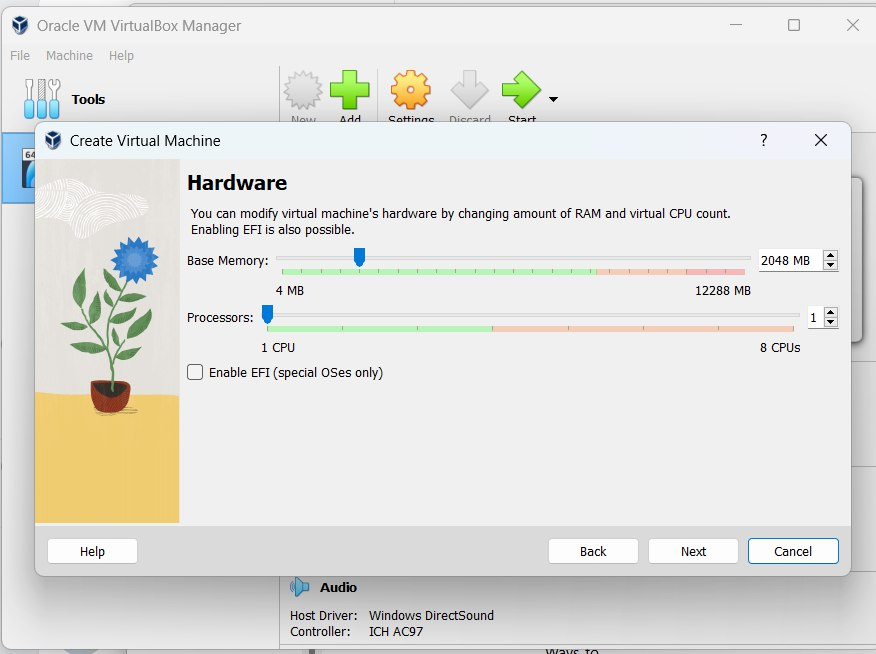 Oracle VM VirtualBox Manager
File Machine Help
Tools
New Add Settings Discard Start
64
Create Virtual Machine
?
Hardware
You can modify virtual machine's hardware by changing amount of RAM and virtual CPU count.
Enabling EFI is also possible.
Base Memory: 2048 MB
4 MB 12288 MB
Processors: 1
1 CPU 8 CPUs
Enable EFI (special OSes only)
Help Back Next Cancel
Audio
Host Driver: Windows DirectSound
Controller: ICH AC97
Ways to